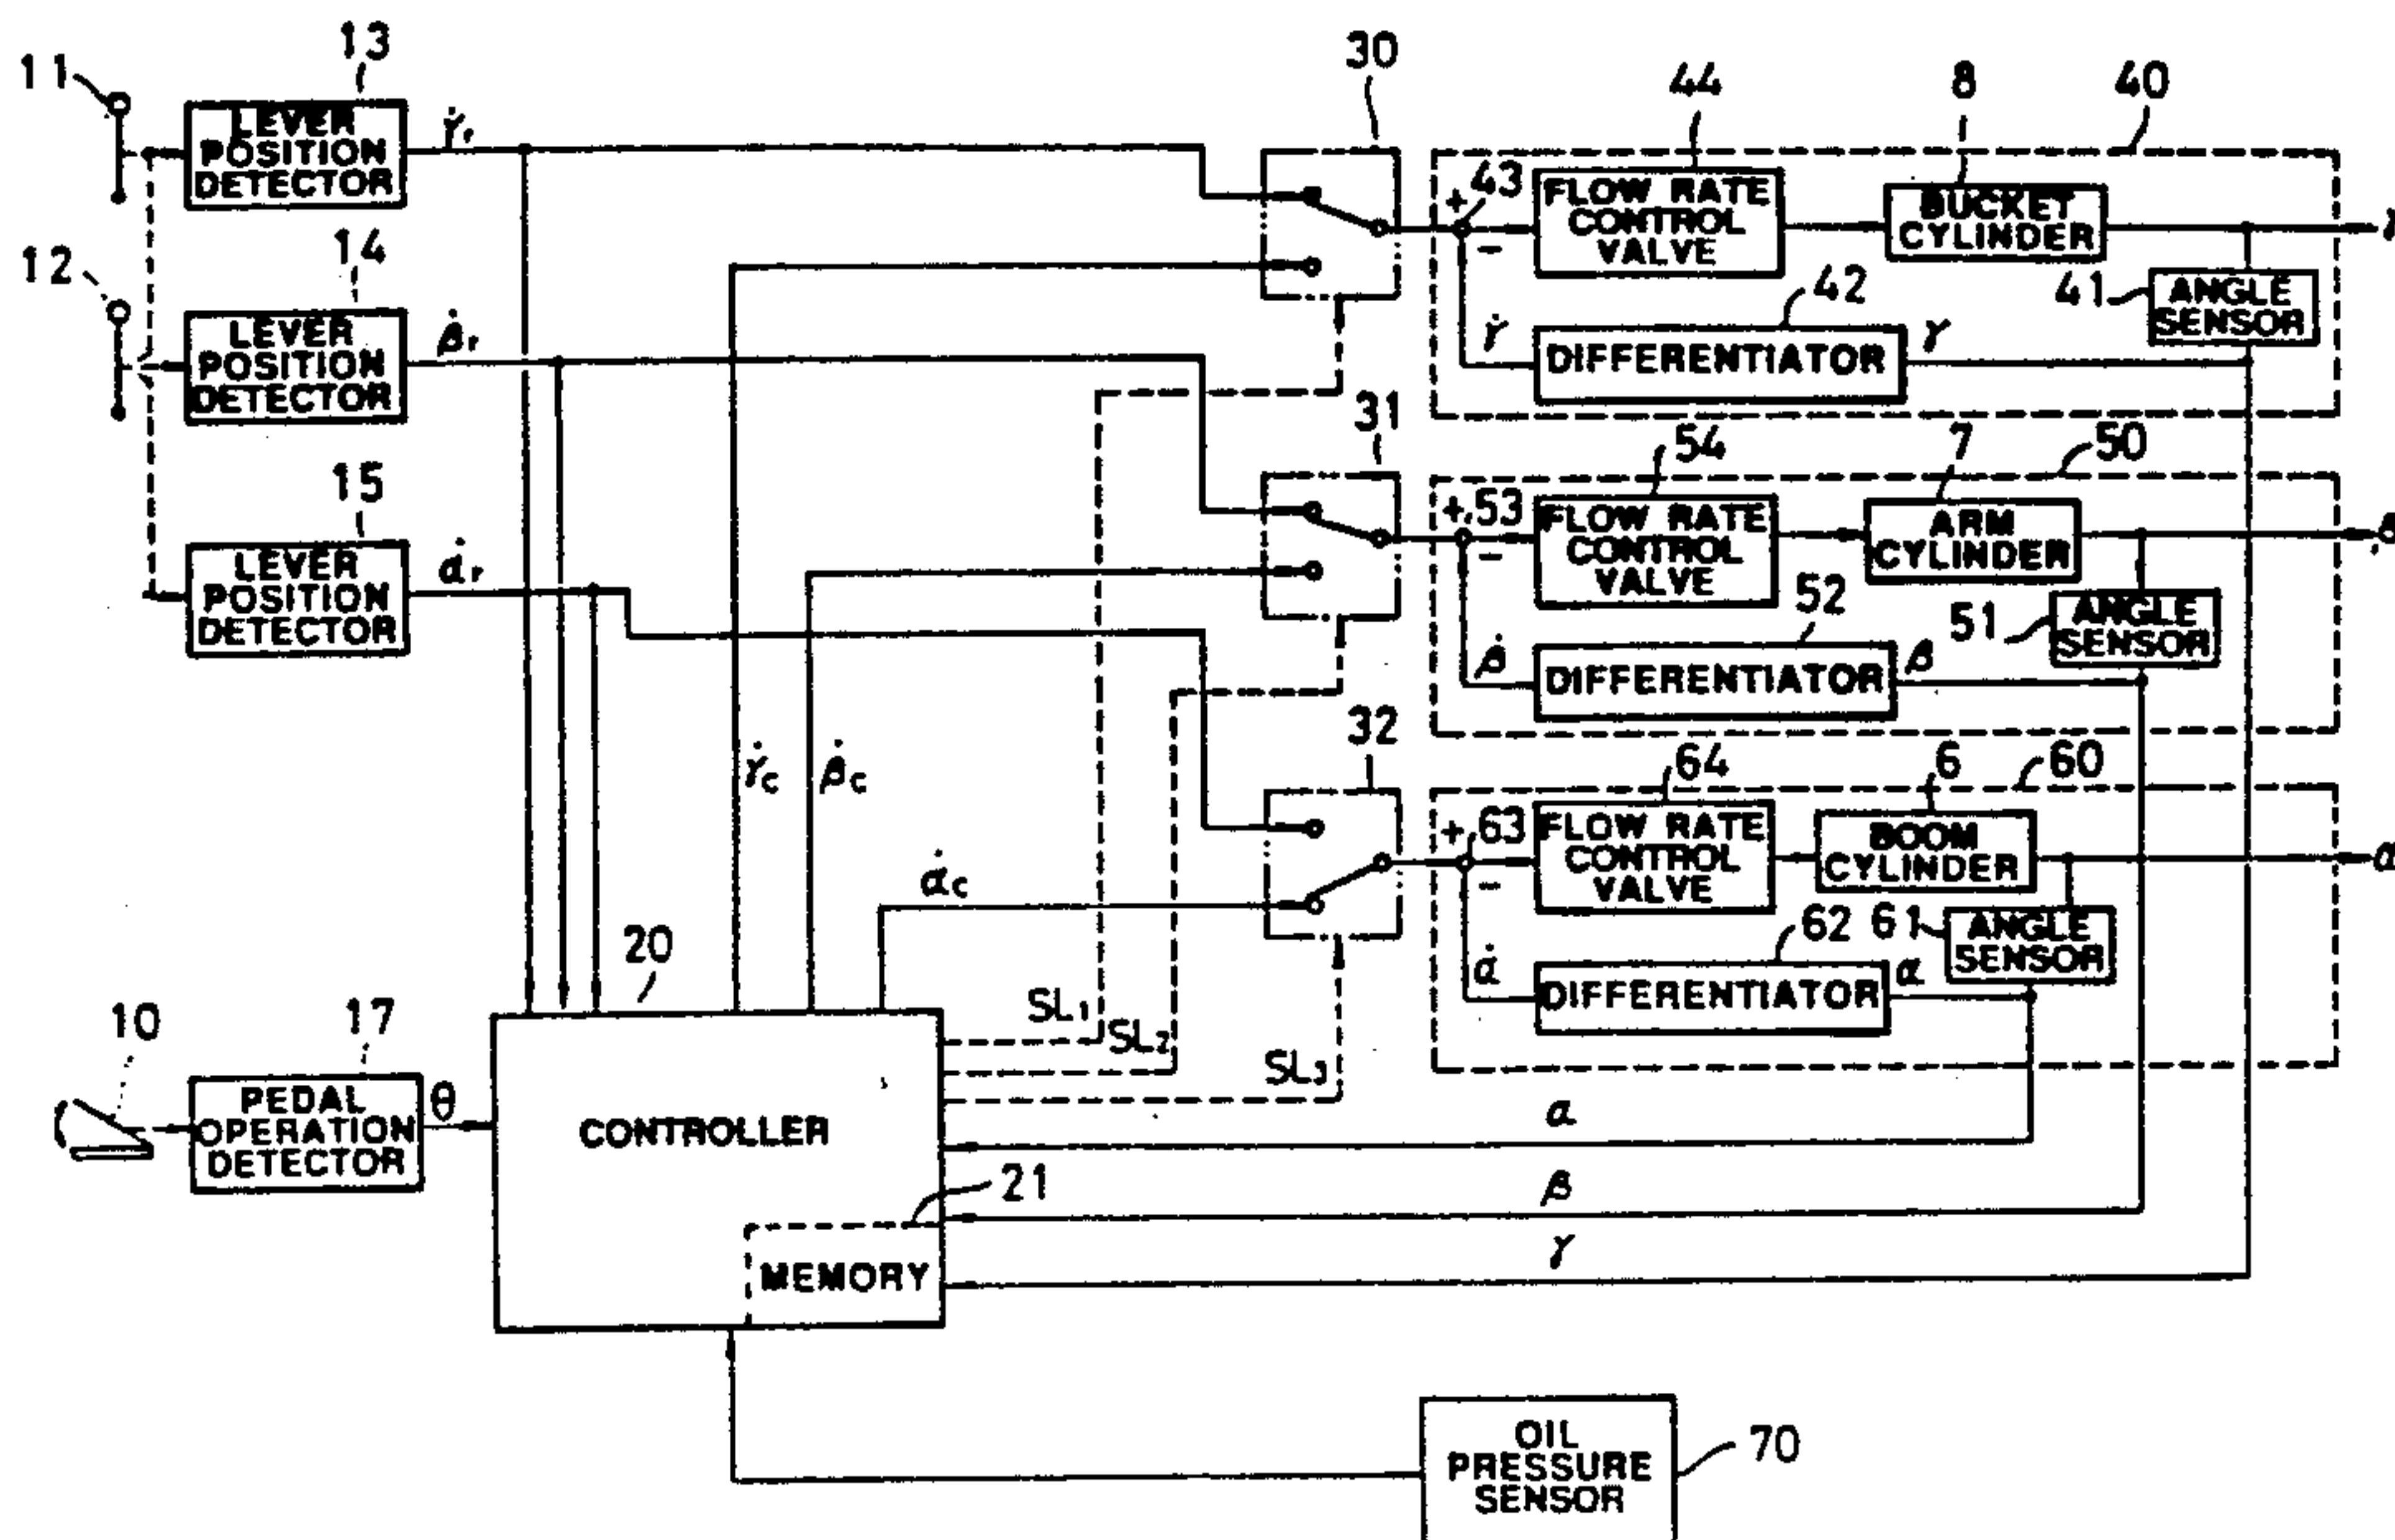 11
13
LEVER
POSITION
DETECTOR
γ̇r
30
44
8
40
+
43
-
FLOW RATE
CONTROL
VALVE
BUCKET
CYLINDER
γ
41
ANGLE
SENSOR
42
γ̇
DIFFERENTIATOR
γ
12
14
LEVER
POSITION
DETECTOR
β̇r
31
54
7
50
+
53
-
FLOW RATE
CONTROL
VALVE
ARM
CYLINDER
β
51
ANGLE
SENSOR
52
β̇
DIFFERENTIATOR
β
15
LEVER
POSITION
DETECTOR
α̇r
γ̇c
β̇c
α̇c
32
64
6
60
+
63
-
FLOW RATE
CONTROL
VALVE
BOOM
CYLINDER
α
61
ANGLE
SENSOR
62
α̇
DIFFERENTIATOR
α
10
17
PEDAL
OPERATION
DETECTOR
θ
20
CONTROLLER
SL1
SL2
SL3
α
β
γ
21
MEMORY
OIL
PRESSURE
SENSOR
70